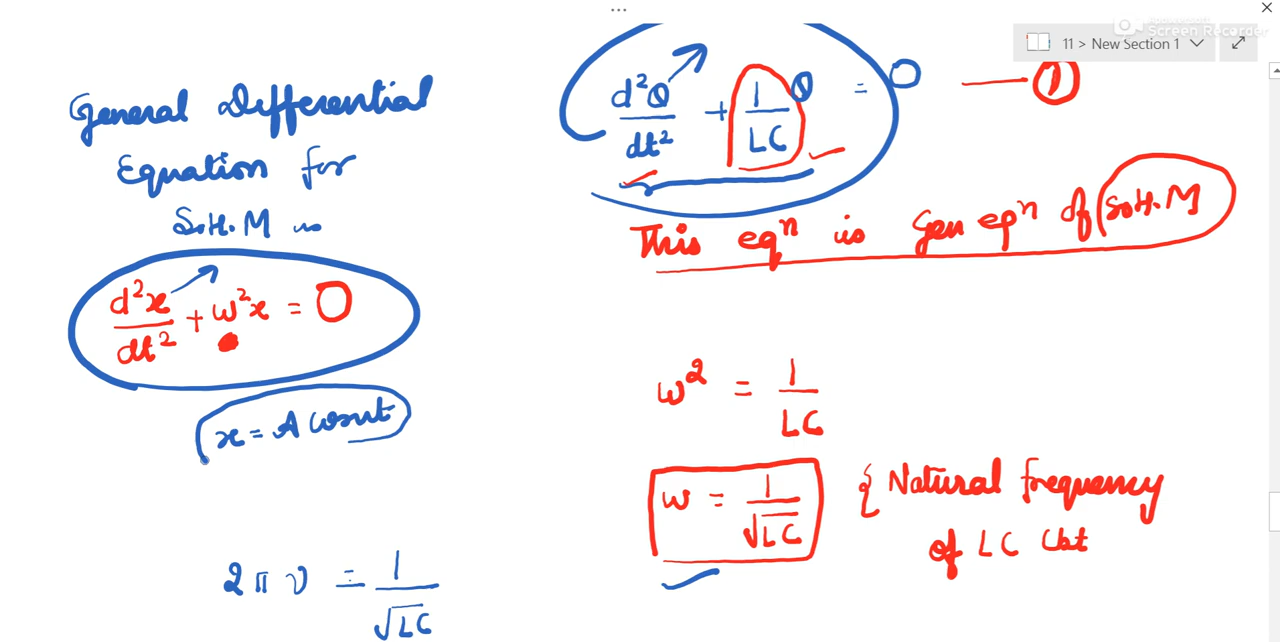 ...
11 > New Section 1
Screen Recorder
General Differential
Equation for
S.H.M is
d²x/dt² + ω²x = 0
x = A cosωt
2πν = 1/√LC
d²Q/dt² + 1/LC Q = 0 — ①
This eqⁿ is Gen eqⁿ of S.H.M
ω² = 1/LC
ω = 1/√LC { Natural frequency
of LC Ckt